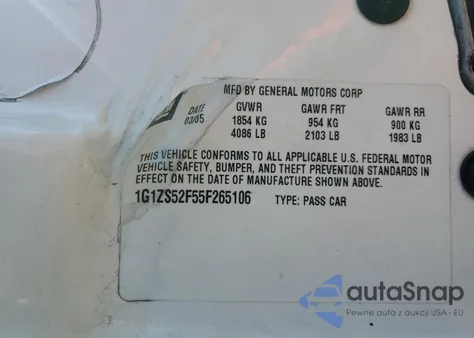 MFD BY GENERAL MOTORS CORP
DATE GVWR GAWR FRT GAWR RR
03/05 1854 KG 954 KG 900 KG
4086 LB 2103 LB 1983 LB
THIS VEHICLE CONFORMS TO ALL APPLICABLE U.S. FEDERAL MOTOR
VEHICLE SAFETY, BUMPER, AND THEFT PREVENTION STANDARDS IN
EFFECT ON THE DATE OF MANUFACTURE SHOWN ABOVE.
1G1ZS52F55F265106 TYPE: PASS CAR
autoSnap
Pewne auta z aukcji USA - EU